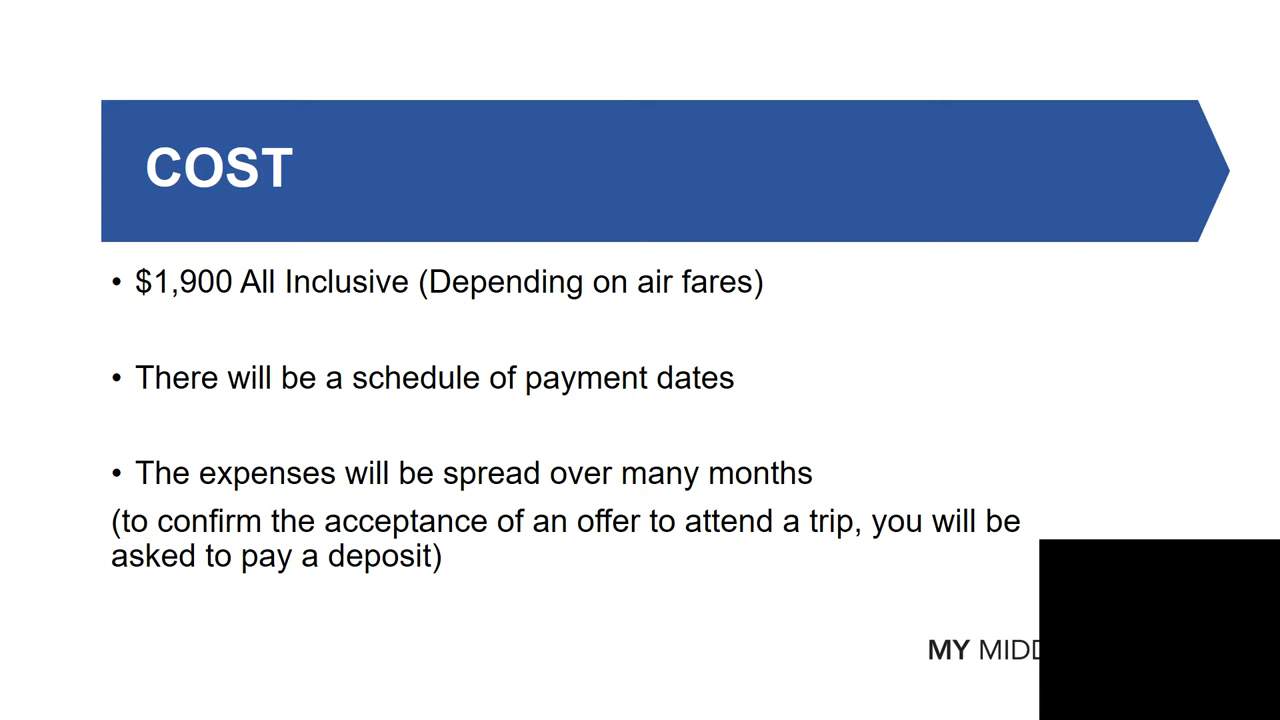 COST
• $1,900 All Inclusive (Depending on air fares)
• There will be a schedule of payment dates
• The expenses will be spread over many months
(to confirm the acceptance of an offer to attend a trip, you will be
asked to pay a deposit)
MY